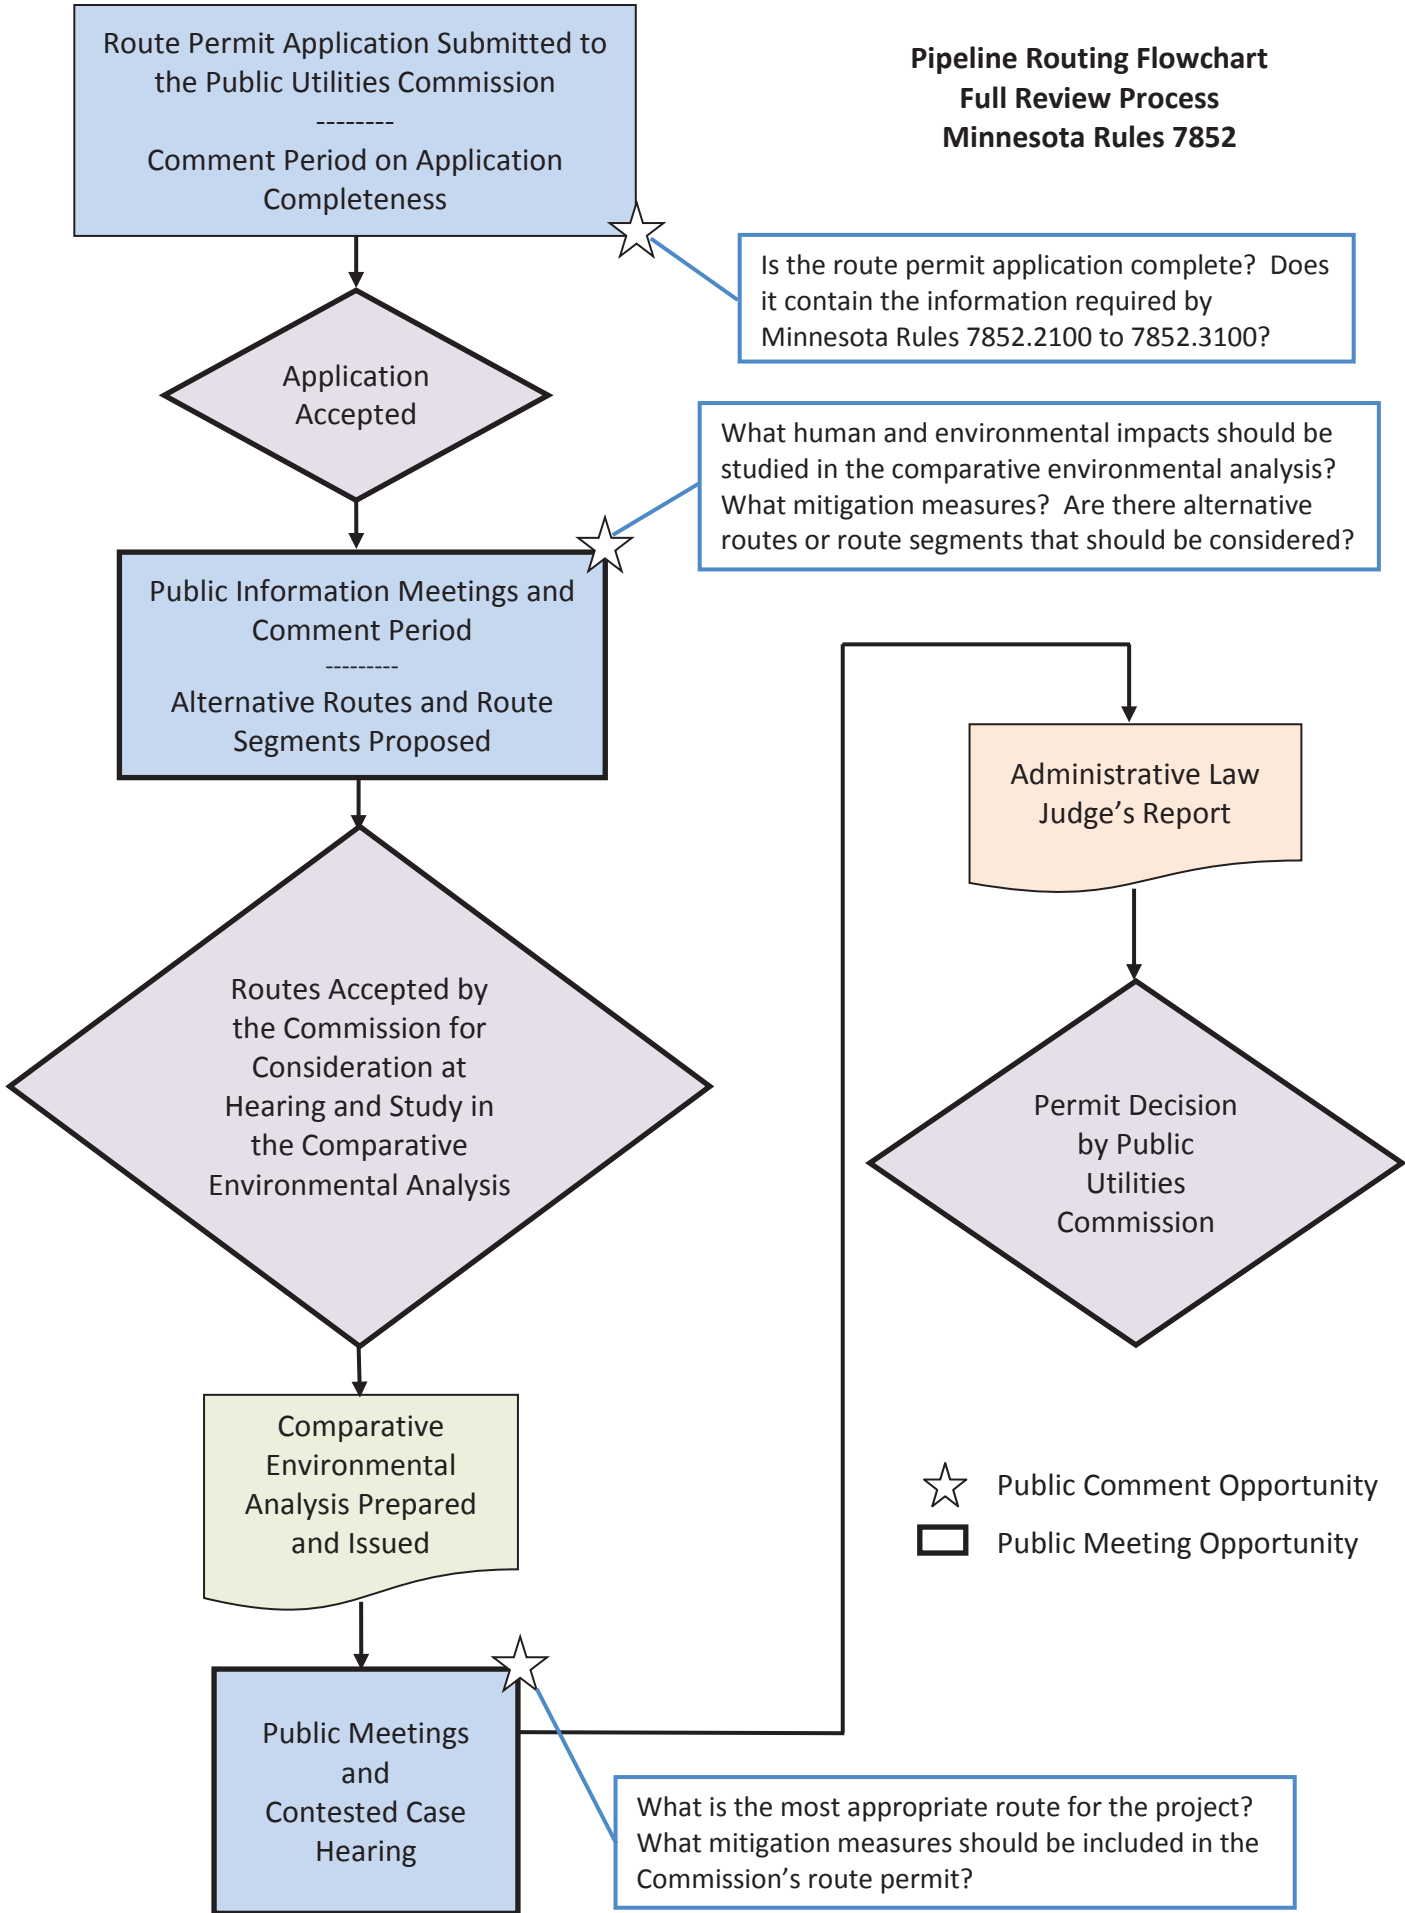 Route Permit Application Submitted to
the Public Utilities Commission
--------
Comment Period on Application
Completeness
Pipeline Routing Flowchart
Full Review Process
Minnesota Rules 7852
Is the route permit application complete?  Does
it contain the information required by
Minnesota Rules 7852.2100 to 7852.3100?
Application
Accepted
What human and environmental impacts should be
studied in the comparative environmental analysis?
What mitigation measures?  Are there alternative
routes or route segments that should be considered?
Public Information Meetings and
Comment Period
---------
Alternative Routes and Route
Segments Proposed
Routes Accepted by
the Commission for
Consideration at
Hearing and Study in
the Comparative
Environmental Analysis
Comparative
Environmental
Analysis Prepared
and Issued
Public Meetings
and
Contested Case
Hearing
What is the most appropriate route for the project?
What mitigation measures should be included in the
Commission’s route permit?
Administrative Law
Judge’s Report
Permit Decision
by Public
Utilities
Commission
Public Comment Opportunity
Public Meeting Opportunity